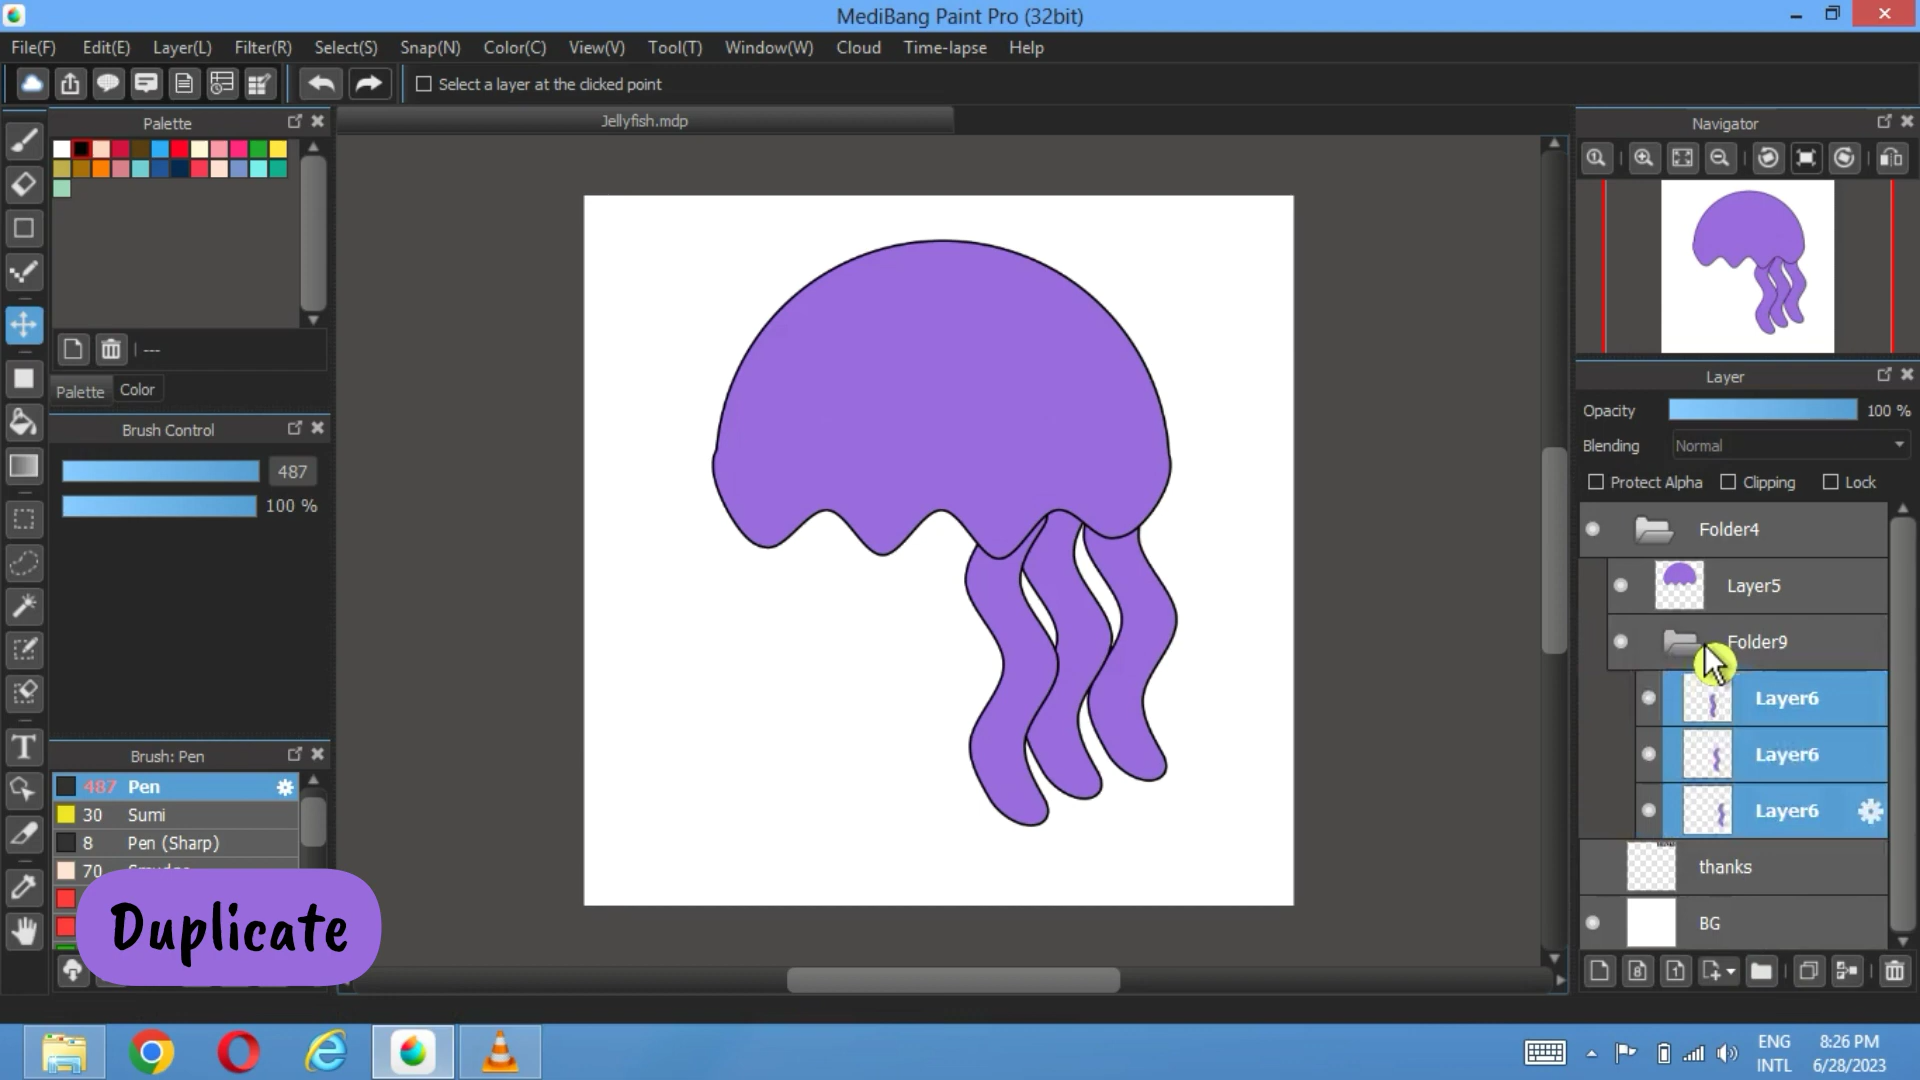 MediBang Paint Pro (32bit)
File(F) Edit(E) Layer(L) Filter(R) Select(S) Snap(N) Color(C) View(V) Tool(T) Window(W) Cloud Time-lapse Help
Select a layer at the clicked point
Palette
Jellyfish.mdp
Navigator
---
Palette Color
Brush Control
487
100 %
Layer
Opacity 100 %
Blending Normal
Protect Alpha Clipping Lock
Folder4
Layer5
Folder9
Layer6
Layer6
Layer6
thanks
BG
Brush: Pen
487 Pen
30 Sumi
8 Pen (Sharp)
70
Duplicate
ENG
INTL
8:26 PM
6/28/2023